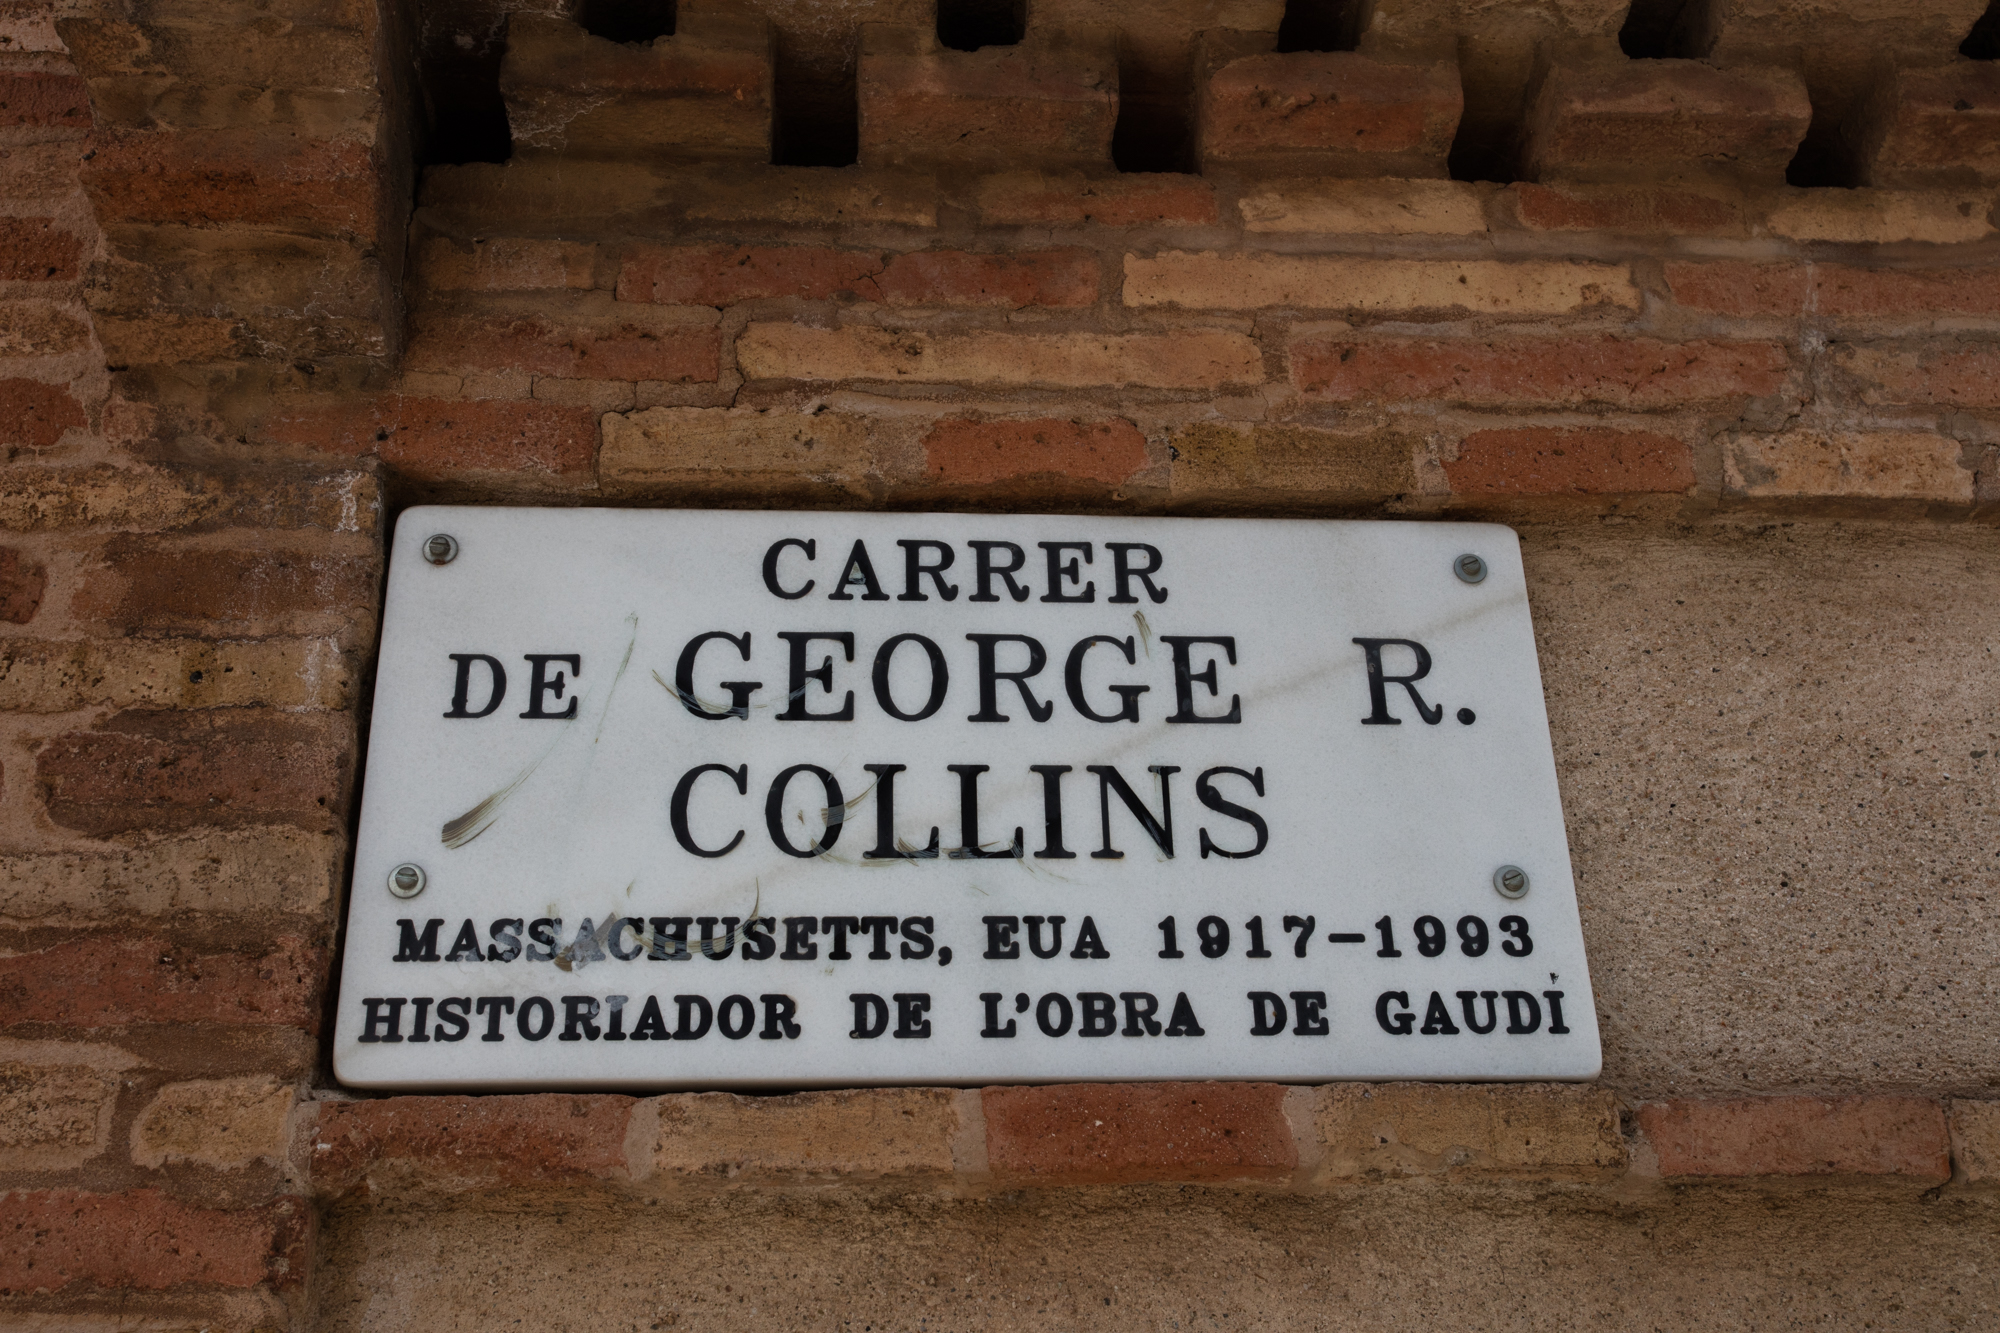 CARRER
DE GEORGE R.
COLLINS
MASSACHUSETTS, EUA 1917-1993
HISTORIADOR DE L'OBRA DE GAUDÍ